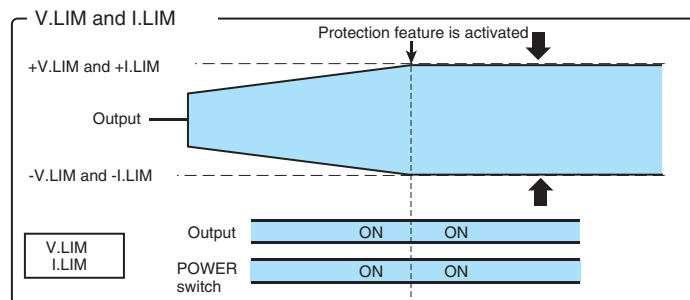 V.LIM and I.LIM
Protection feature is activated
+V.LIM and +I.LIM
Output
-V.LIM and -I.LIM
Output ON ON
V.LIM
I.LIM
POWER switch ON ON